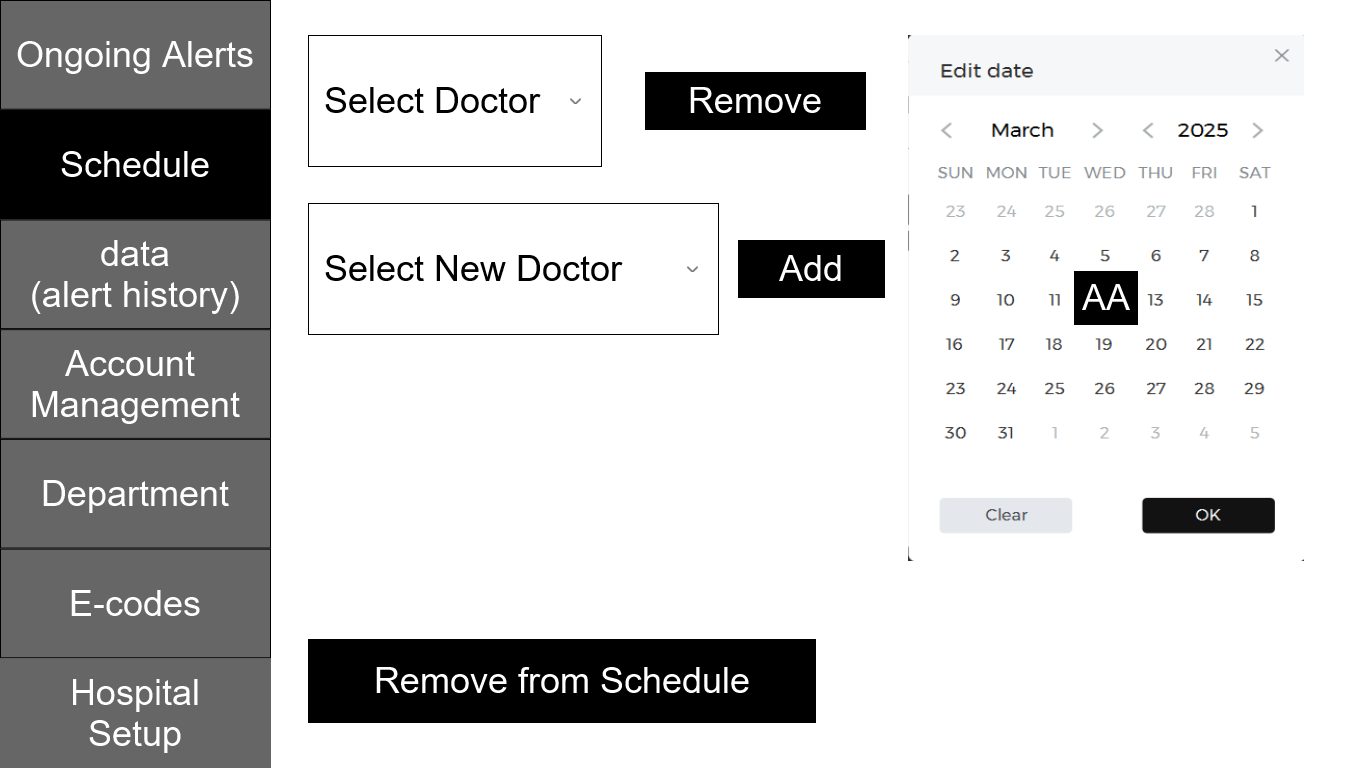 Ongoing Alerts
Schedule
data
(alert history)
Account
Management
Department
E-codes
Hospital
Setup
Select Doctor
Remove
Select New Doctor
Add
Remove from Schedule
Edit date
March 2025
SUN MON TUE WED THU FRI SAT
23 24 25 26 27 28 1
2 3 4 5 6 7 8
9 10 11 AA 13 14 15
16 17 18 19 20 21 22
23 24 25 26 27 28 29
30 31 1 2 3 4 5
Clear OK